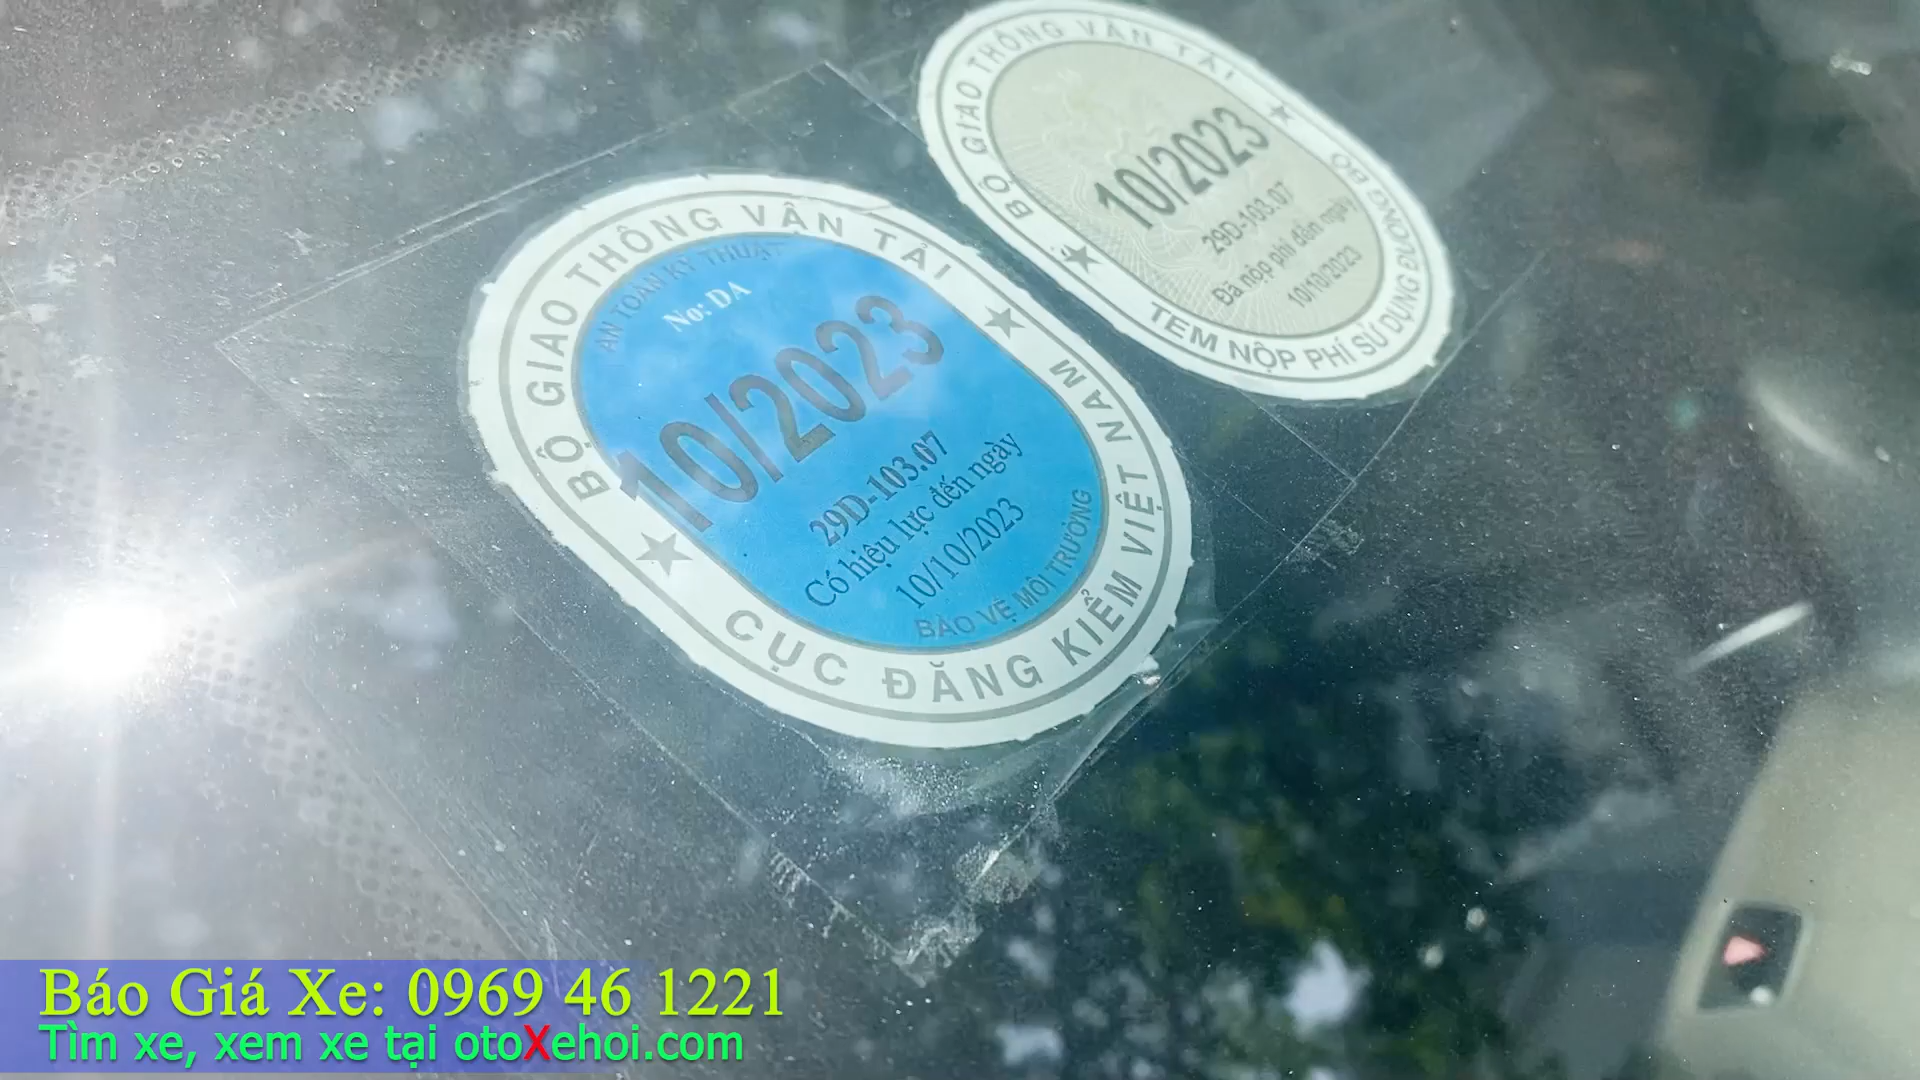 BỘ GIAO THÔNG VẬN TẢI
10/2023
29D-103.07
Đã nộp phí đến ngày
10/10/2023
TEM NỘP PHÍ SỬ DỤNG ĐƯỜNG BỘ
BỘ GIAO THÔNG VẬN TẢI
AN TOÀN KỸ THUẬT
No: DA
10/2023
29D-103.07
Có hiệu lực đến ngày
10/10/2023
BẢO VỆ MÔI TRƯỜNG
CỤC ĐĂNG KIỂM VIỆT NAM
Báo Giá Xe: 0969 46 1221
Tìm xe, xem xe tại otoXehoi.com